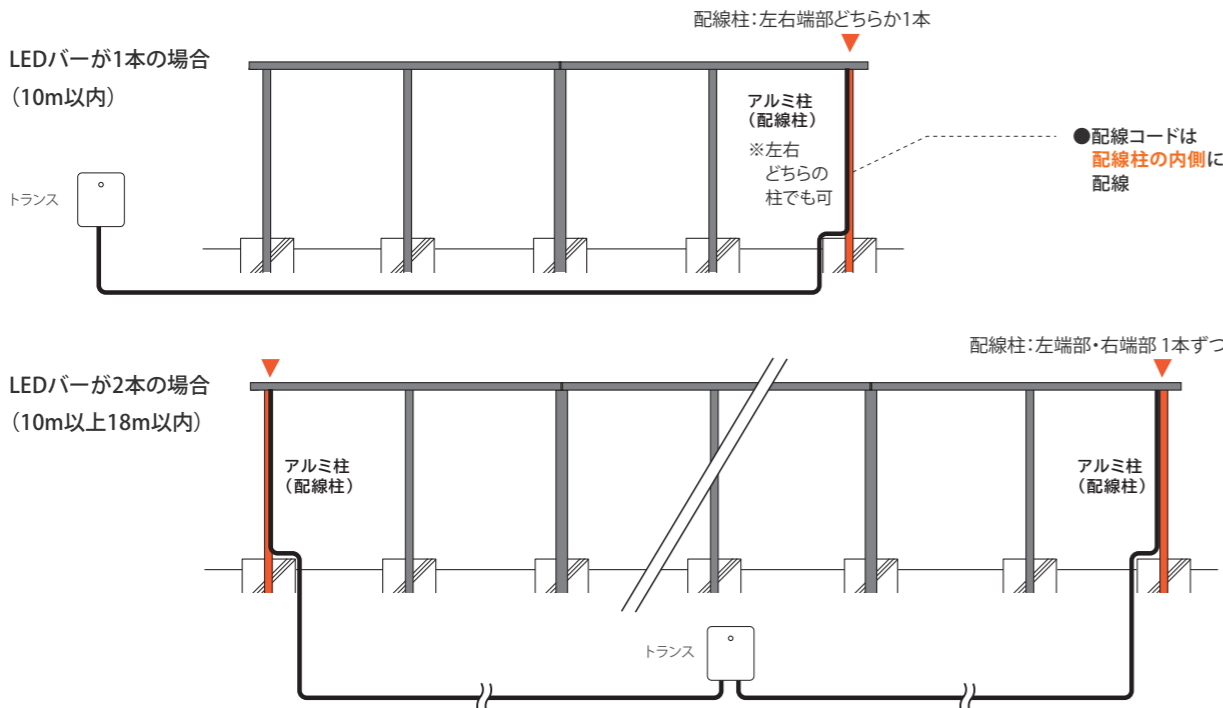 配線柱：左右端部どちらか1本
LEDバーが1本の場合
（10m以内）
アルミ柱
（配線柱）
※左右
どちらの
柱でも可
●配線コードは
配線柱の内側に
配線
トランス
配線柱：左端部・右端部 1本ずつ
LEDバーが2本の場合
（10m以上18m以内）
アルミ柱
（配線柱）
アルミ柱
（配線柱）
トランス